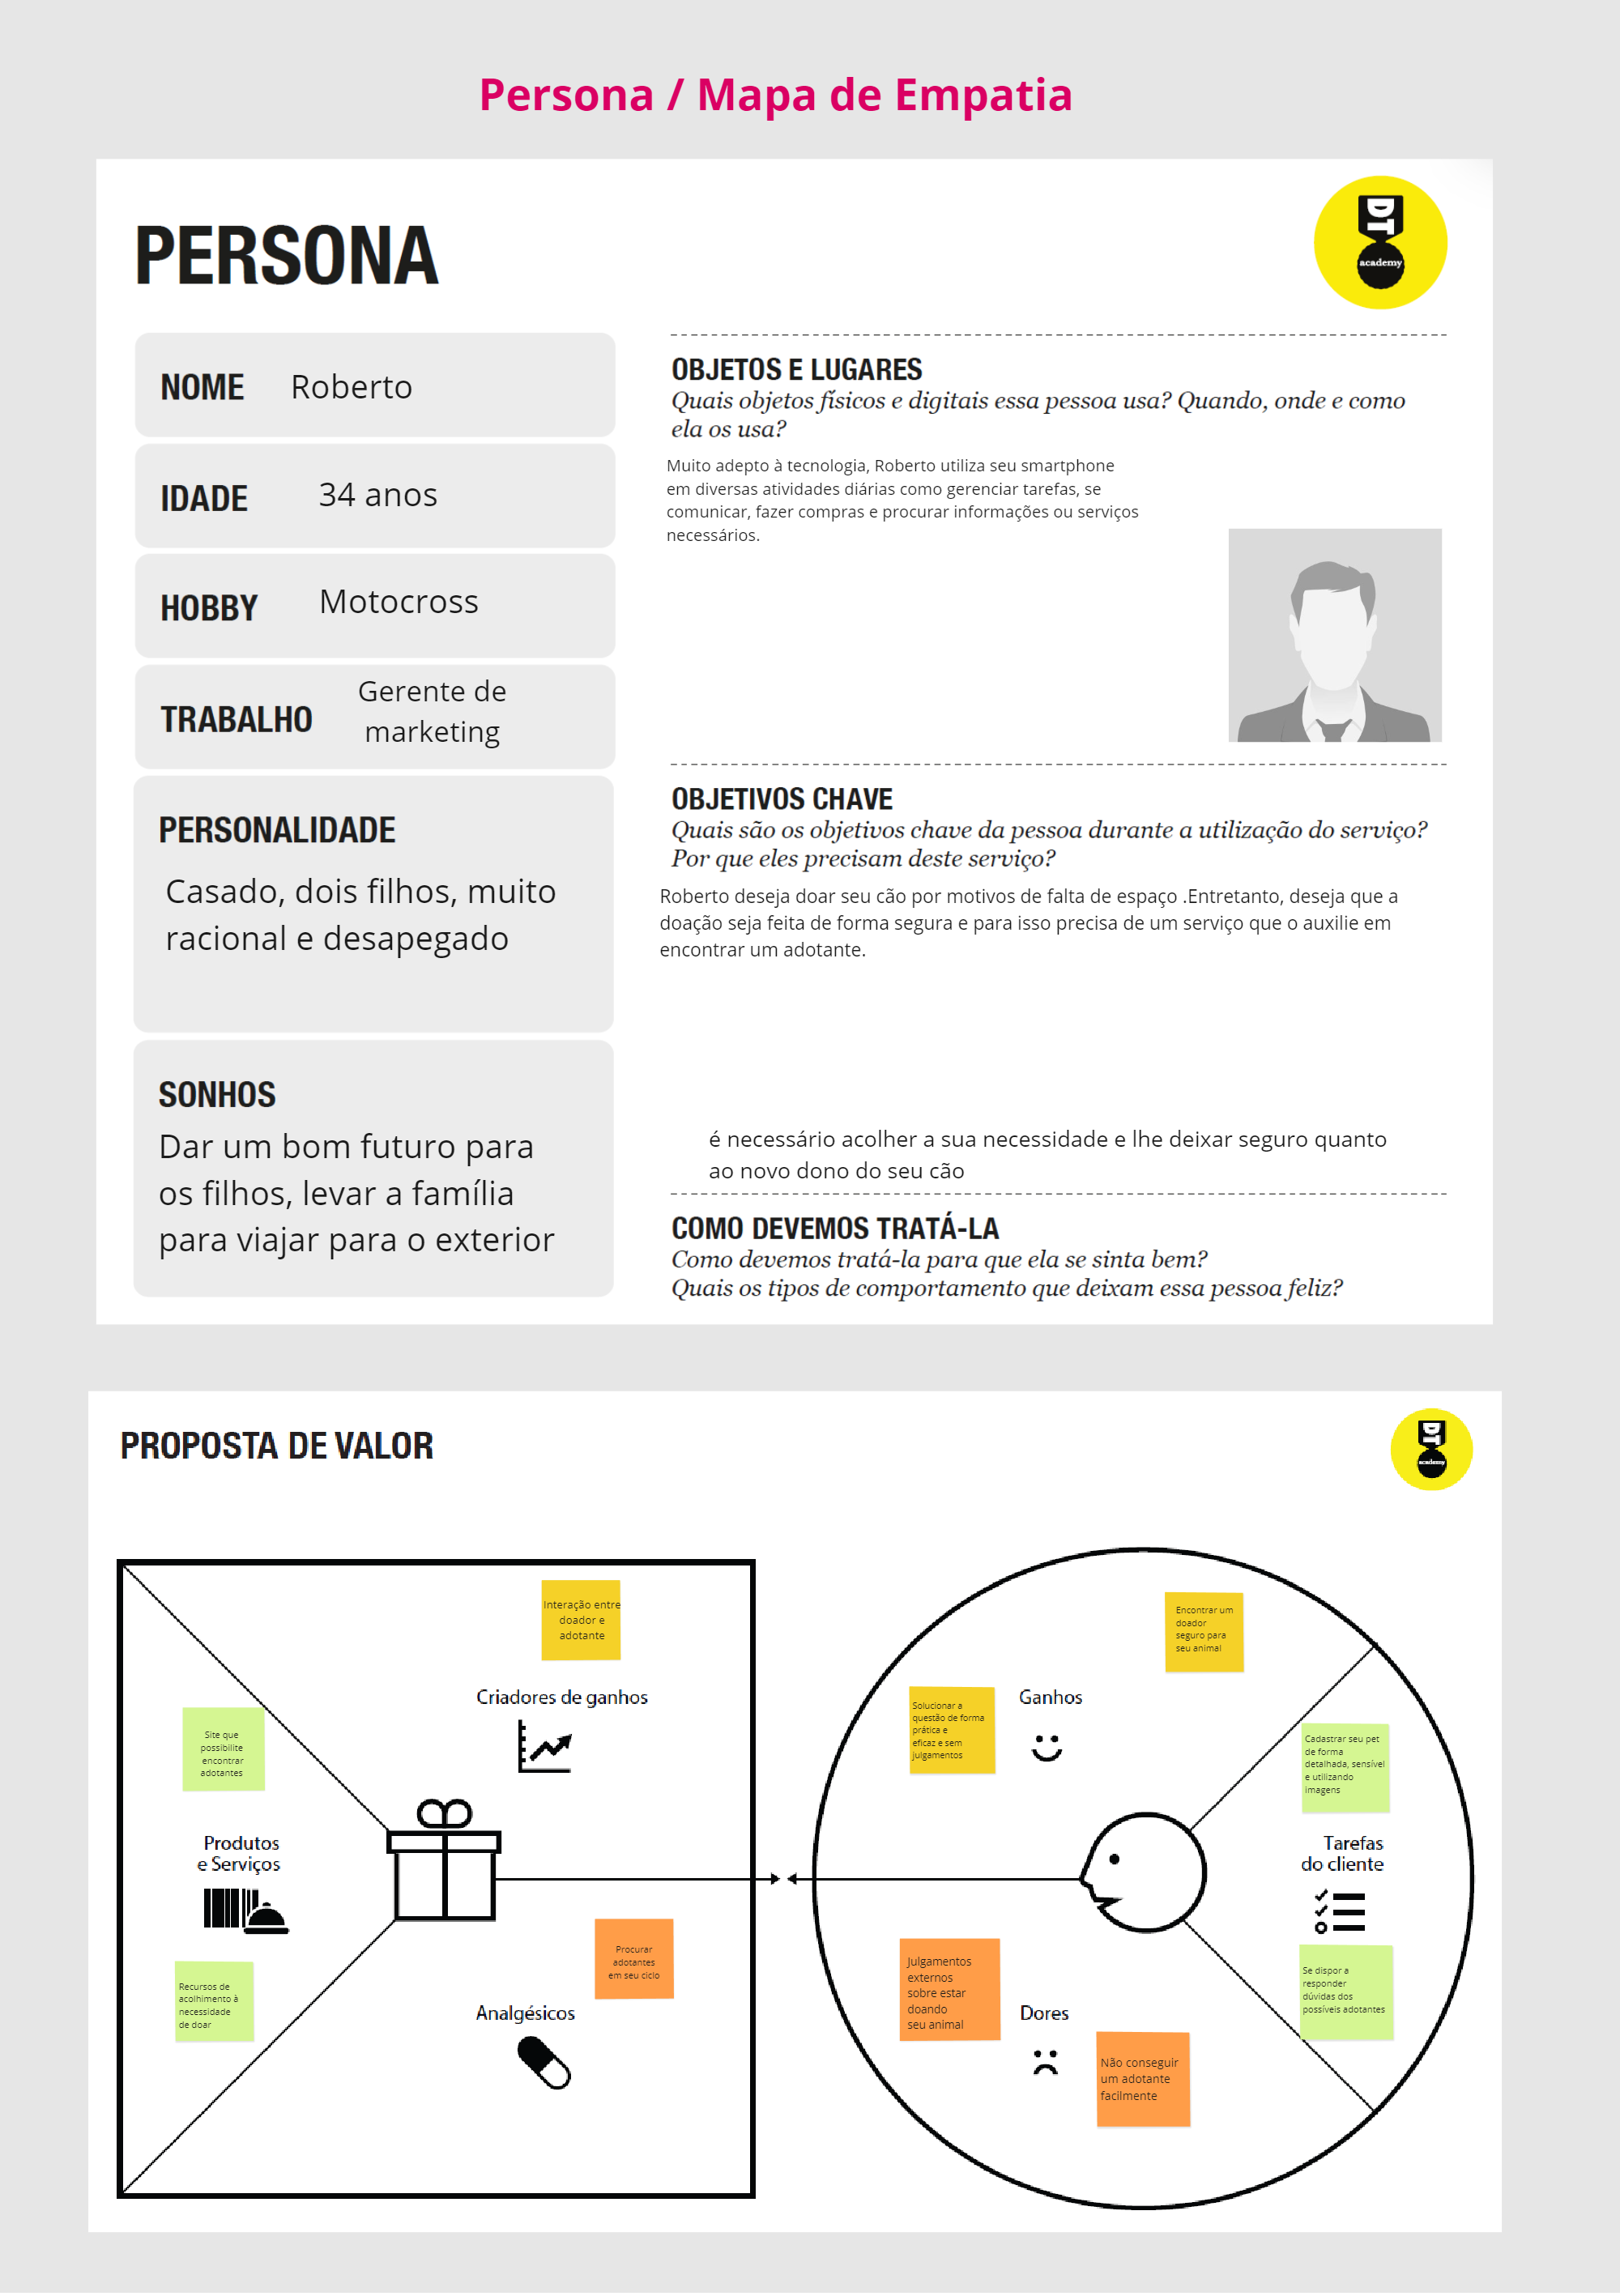 Persona / Mapa de Empatia
PERSONA
DT
academy
NOME Roberto
IDADE 34 anos
HOBBY Motocross
TRABALHO Gerente de
marketing
PERSONALIDADE
Casado, dois filhos, muito
racional e desapegado
SONHOS
Dar um bom futuro para
os filhos, levar a família
para viajar para o exterior
OBJETOS E LUGARES
Quais objetos físicos e digitais essa pessoa usa? Quando, onde e como
ela os usa?
Muito adepto à tecnologia, Roberto utiliza seu smartphone
em diversas atividades diárias como gerenciar tarefas, se
comunicar, fazer compras e procurar informações ou serviços
necessários.
OBJETIVOS CHAVE
Quais são os objetivos chave da pessoa durante a utilização do serviço?
Por que eles precisam deste serviço?
Roberto deseja doar seu cão por motivos de falta de espaço .Entretanto, deseja que a
doação seja feita de forma segura e para isso precisa de um serviço que o auxilie em
encontrar um adotante.
é necessário acolher a sua necessidade e lhe deixar seguro quanto
ao novo dono do seu cão
COMO DEVEMOS TRATÁ-LA
Como devemos tratá-la para que ela se sinta bem?
Quais os tipos de comportamento que deixam essa pessoa feliz?
PROPOSTA DE VALOR
DT
academy
Interação entre
doador e
adotante
Criadores de ganhos
Site que
possibilite
encontrar
adotantes
Produtos
e Serviços
Recursos de
acolhimento à
necessidade
de doar
Procurar
adotantes
em seu ciclo
Analgésicos
Encontrar um
doador
seguro para
seu animal
Solucionar a
questão de forma
prática e
eficaz e sem
julgamentos
Ganhos
Cadastrar seu pet
de forma
detalhada, sensível
e utilizando
imagens
Tarefas
do cliente
Se dispor a
responder
dúvidas dos
possíveis adotantes
Julgamentos
externos
sobre estar
doando
seu animal
Dores
Não conseguir
um adotante
facilmente